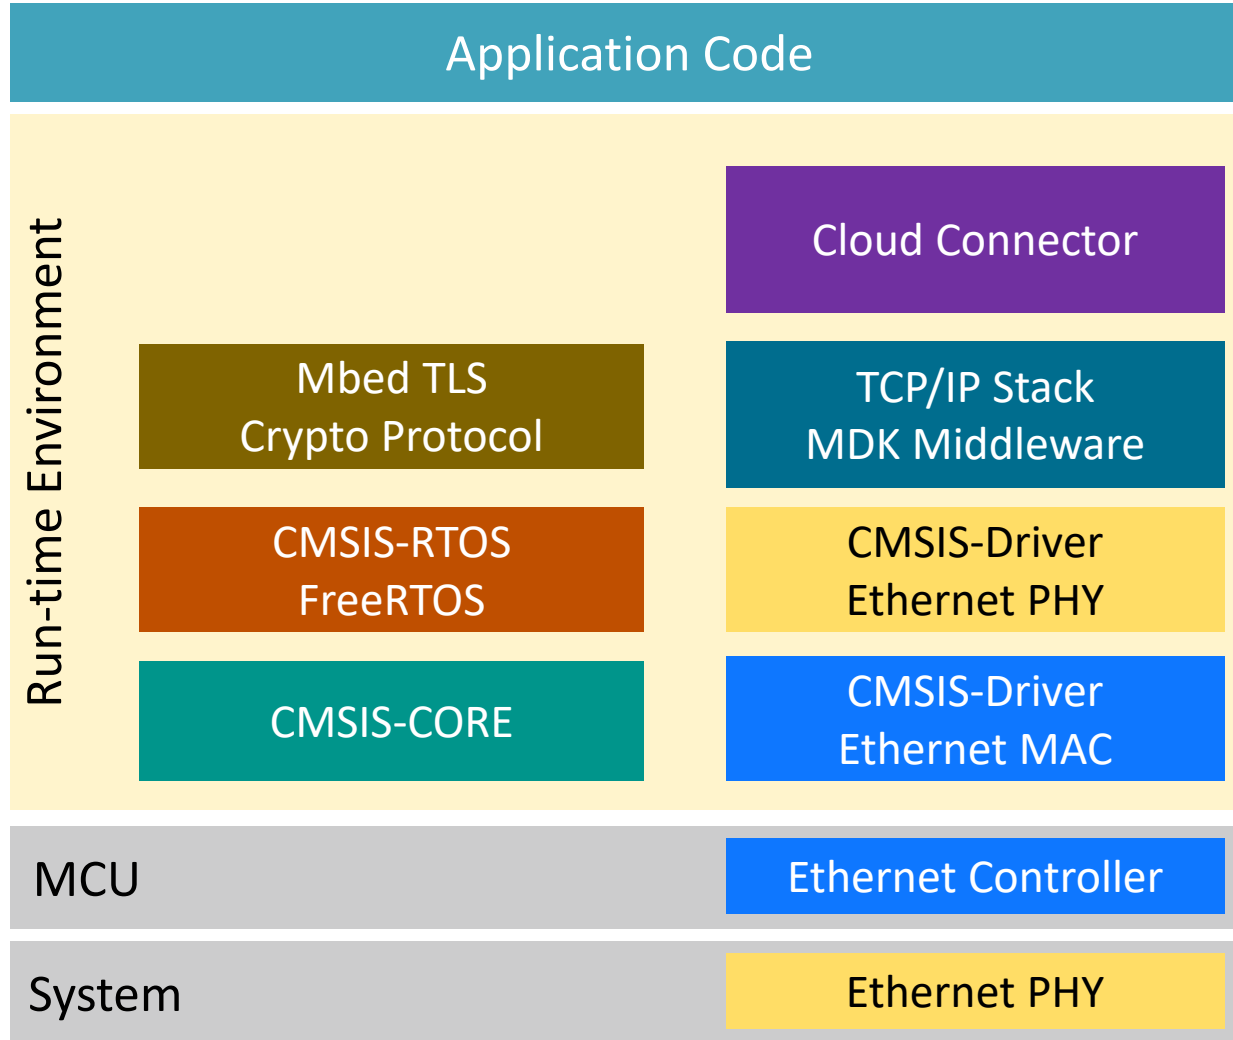 Application Code
Run-time Environment
Cloud Connector
Mbed TLS
Crypto Protocol
TCP/IP Stack
MDK Middleware
CMSIS-RTOS
FreeRTOS
CMSIS-Driver
Ethernet PHY
CMSIS-CORE
CMSIS-Driver
Ethernet MAC
MCU
Ethernet Controller
System
Ethernet PHY